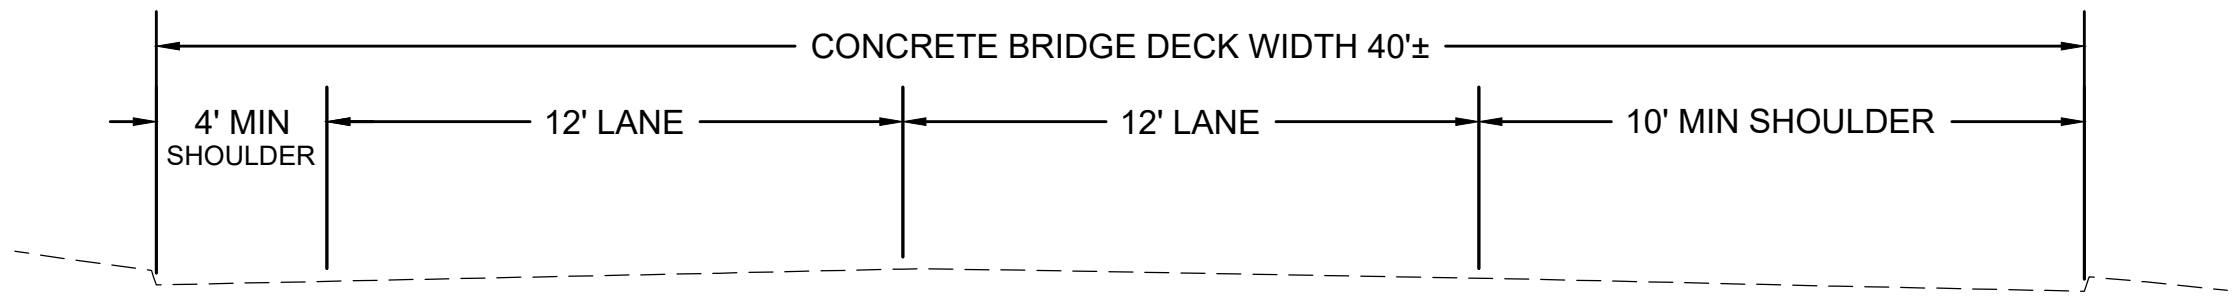 CONCRETE BRIDGE DECK WIDTH 40'±
4' MIN
SHOULDER
12' LANE
12' LANE
10' MIN SHOULDER